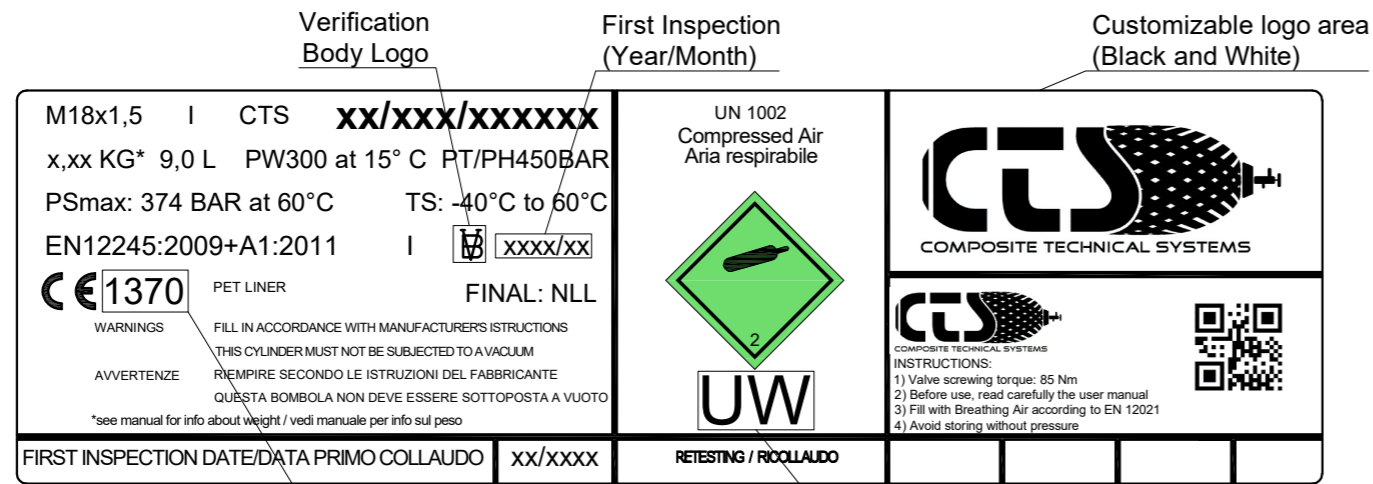 Verification
Body Logo
First Inspection
(Year/Month)
Customizable logo area
(Black and White)
M18x1,5 I CTS xx/xxx/xxxxxx
x,xx KG* 9,0 L PW300 at 15° C PT/PH450BAR
PSmax: 374 BAR at 60°C TS: -40°C to 60°C
EN12245:2009+A1:2011 I VB xxxx/xx
CE 1370 PET LINER FINAL: NLL
WARNINGS FILL IN ACCORDANCE WITH MANUFACTURER'S ISTRUCTIONS
THIS CYLINDER MUST NOT BE SUBJECTED TO A VACUUM
AVVERTENZE RIEMPIRE SECONDO LE ISTRUZIONI DEL FABBRICANTE
QUESTA BOMBOLA NON DEVE ESSERE SOTTOPOSTA A VUOTO
*see manual for info about weight / vedi manuale per info sul peso
UN 1002
Compressed Air
Aria respirabile
2
UW
CTS
COMPOSITE TECHNICAL SYSTEMS
CTS
COMPOSITE TECHNICAL SYSTEMS
INSTRUCTIONS:
1) Valve screwing torque: 85 Nm
2) Before use, read carefully the user manual
3) Fill with Breathing Air according to EN 12021
4) Avoid storing without pressure
FIRST INSPECTION DATE/DATA PRIMO COLLAUDO xx/xxxx RETESTING / RICOLLAUDO